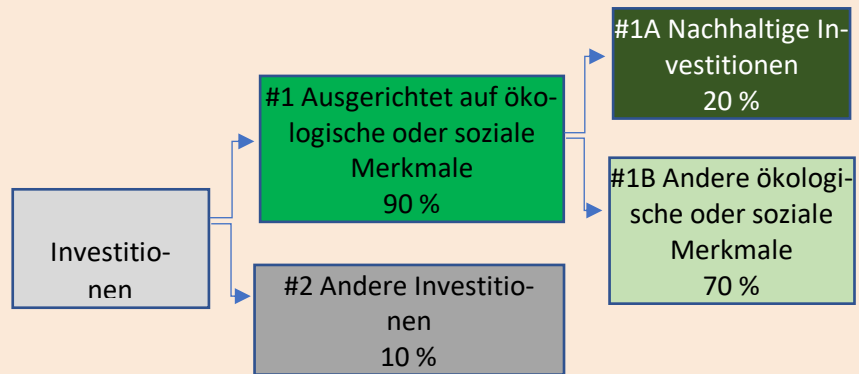 #1A Nachhaltige In-
vestitionen
20 %
#1 Ausgerichtet auf öko-
logische oder soziale
Merkmale
90 %
#1B Andere ökologi-
sche oder soziale
Merkmale
70 %
Investitio-
nen
#2 Andere Investitio-
nen
10 %